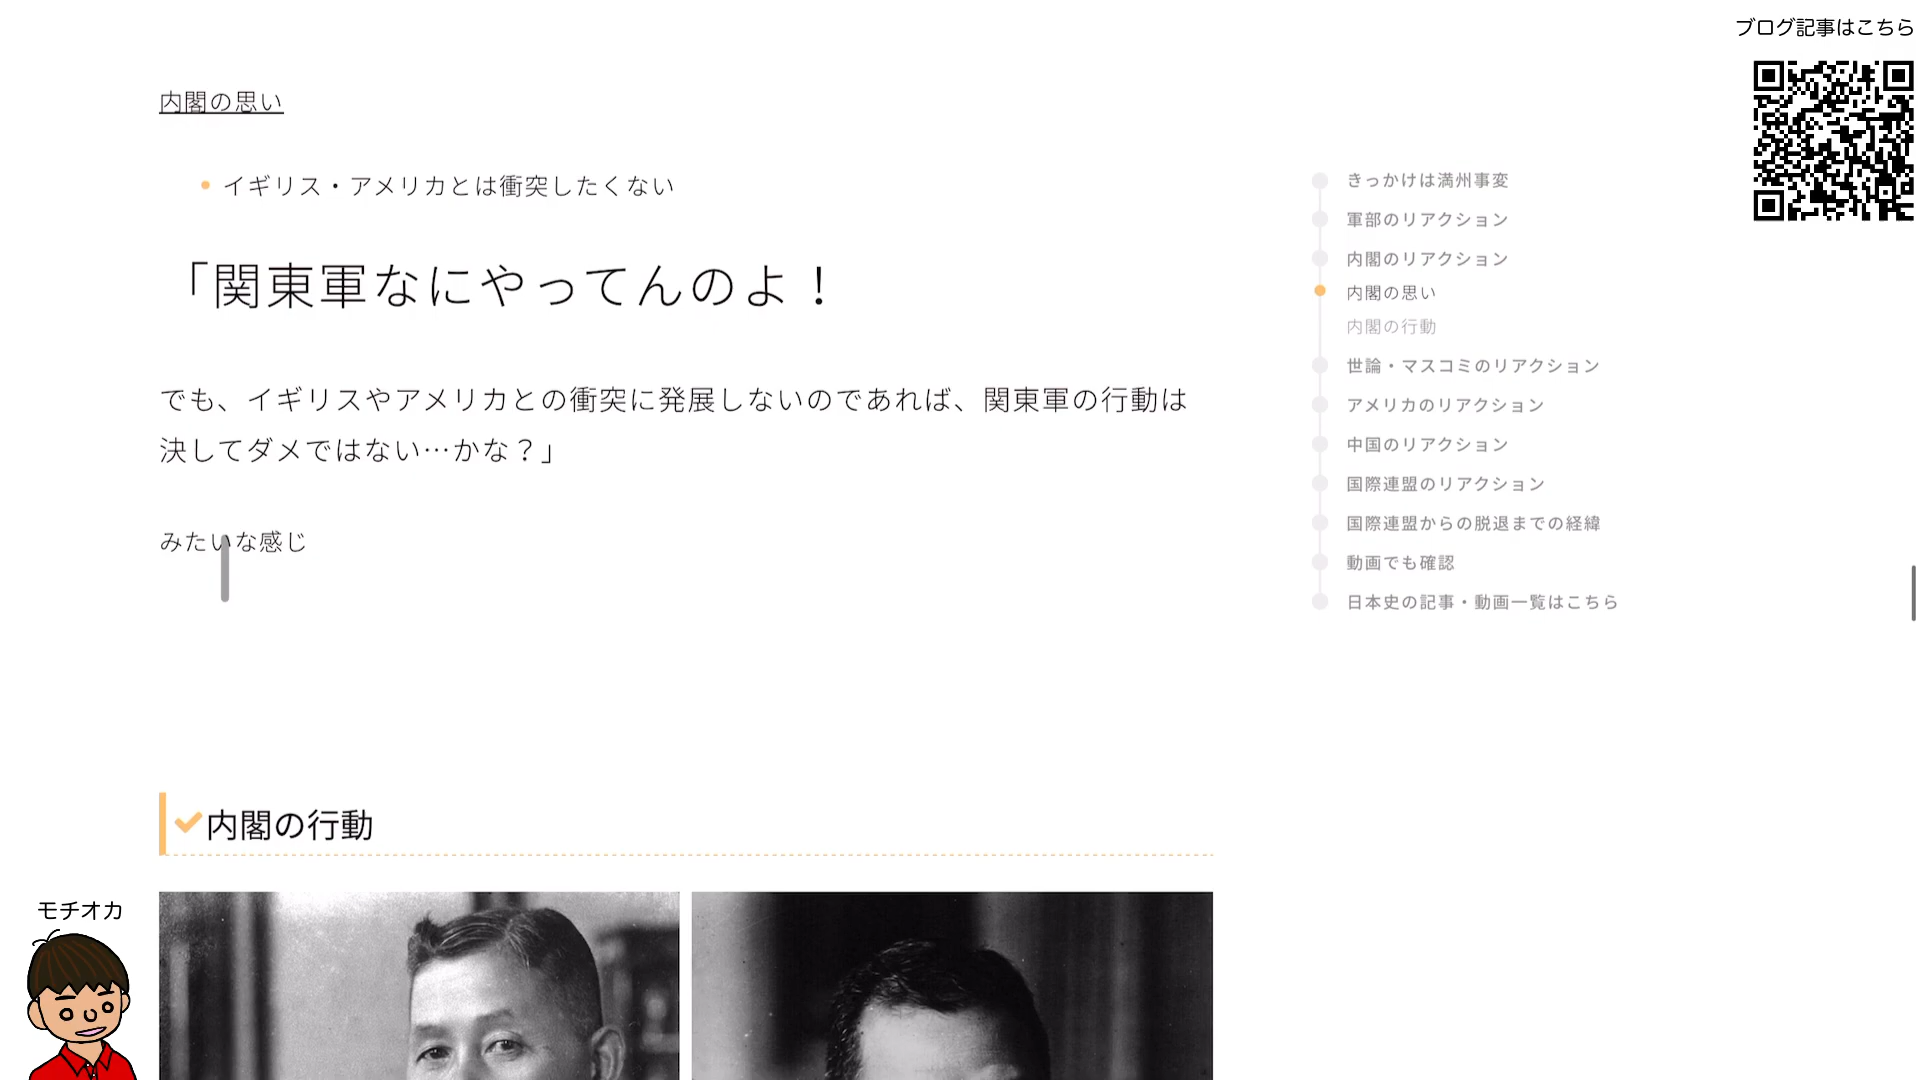 ブログ記事はこちら
内閣の思い
イギリス・アメリカとは衝突したくない
「関東軍なにやってんのよ！
でも、イギリスやアメリカとの衝突に発展しないのであれば、関東軍の行動は
決してダメではない…かな？」
みたいな感じ
内閣の行動
モチオカ
きっかけは満州事変
軍部のリアクション
内閣のリアクション
内閣の思い
内閣の行動
世論・マスコミのリアクション
アメリカのリアクション
中国のリアクション
国際連盟のリアクション
国際連盟からの脱退までの経緯
動画でも確認
日本史の記事・動画一覧はこちら